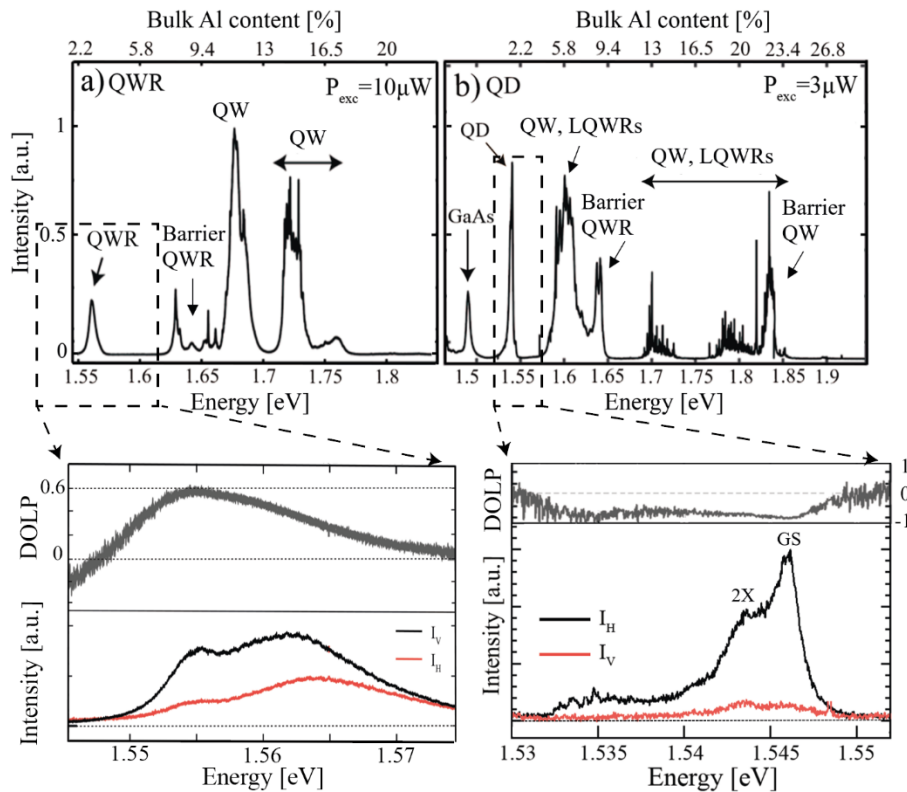 Bulk Al content [%]
2.2 5.8 9.4 13 16.5 20
a) QWR
P_exc=10µW
QW
QW
QWR
Barrier
QWR
Intensity [a.u.]
1
0.5
0
1.55 1.6 1.65 1.7 1.75 1.8
Energy [eV]
Bulk Al content [%]
2.2 5.8 9.4 13 16.5 20 23.4 26.8
b) QD
P_exc=3µW
QD
QW, LQWRs
QW, LQWRs
GaAs
Barrier
QWR
Barrier
QW
1.5 1.55 1.6 1.65 1.7 1.75 1.8 1.85 1.9
Energy [eV]
DOLP
0.6
0
Intensity [a.u.]
I_V
I_H
1.55 1.56 1.57
Energy [eV]
DOLP
1
0
-1
GS
2X
Intensity [a.u.]
I_H
I_V
1.53 1.535 1.54 1.545 1.55
Energy [eV]